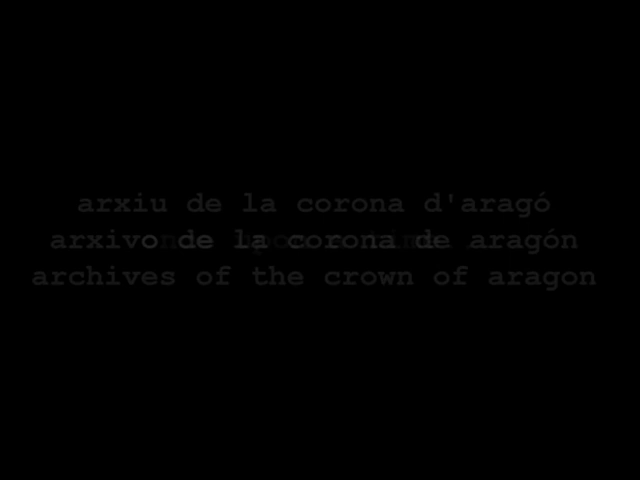 arxiu de la corona d'aragó
arxivo de la corona de aragón
archives of the crown of aragon